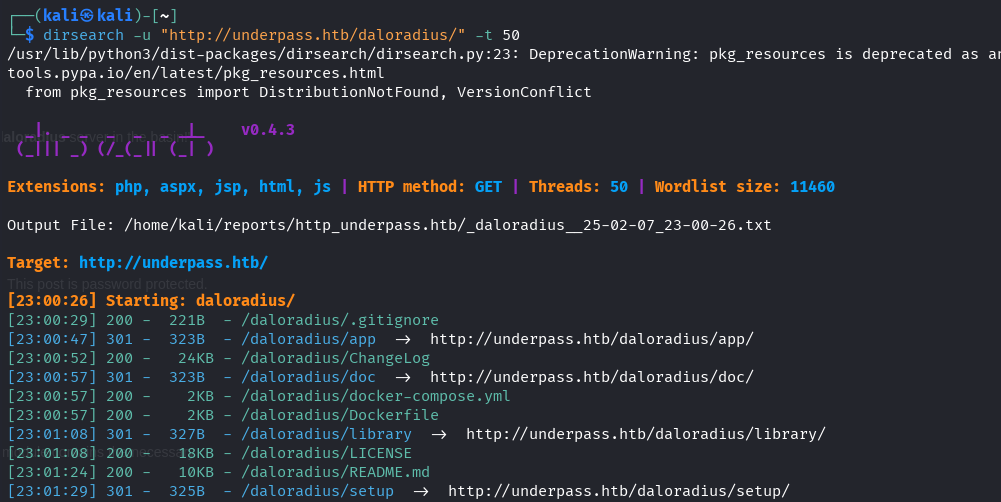 ┌──(kali㉿kali)-[~]
└─$ dirsearch -u "http://underpass.htb/daloradius/" -t 50
/usr/lib/python3/dist-packages/dirsearch/dirsearch.py:23: DeprecationWarning: pkg_resources is deprecated as an
tools.pypa.io/en/latest/pkg_resources.html
  from pkg_resources import DistributionNotFound, VersionConflict
daloradius server in the basin!
v0.4.3
Extensions: php, aspx, jsp, html, js | HTTP method: GET | Threads: 50 | Wordlist size: 11460
Output File: /home/kali/reports/http_underpass.htb/_daloradius__25-02-07_23-00-26.txt
Target: http://underpass.htb/
This post is password protected.
[23:00:26] Starting: daloradius/
[23:00:29] 200 -  221B  - /daloradius/.gitignore
[23:00:47] 301 -  323B  - /daloradius/app  →  http://underpass.htb/daloradius/app/
[23:00:52] 200 -   24KB - /daloradius/ChangeLog
[23:00:57] 301 -  323B  - /daloradius/doc  →  http://underpass.htb/daloradius/doc/
[23:00:57] 200 -    2KB - /daloradius/docker-compose.yml
[23:00:57] 200 -    2KB - /daloradius/Dockerfile
[23:01:08] 301 -  327B  - /daloradius/library  →  http://underpass.htb/daloradius/library/
[23:01:08] 200 -   18KB - /daloradius/LICENSE
[23:01:24] 200 -   10KB - /daloradius/README.md
[23:01:29] 301 -  325B  - /daloradius/setup  →  http://underpass.htb/daloradius/setup/